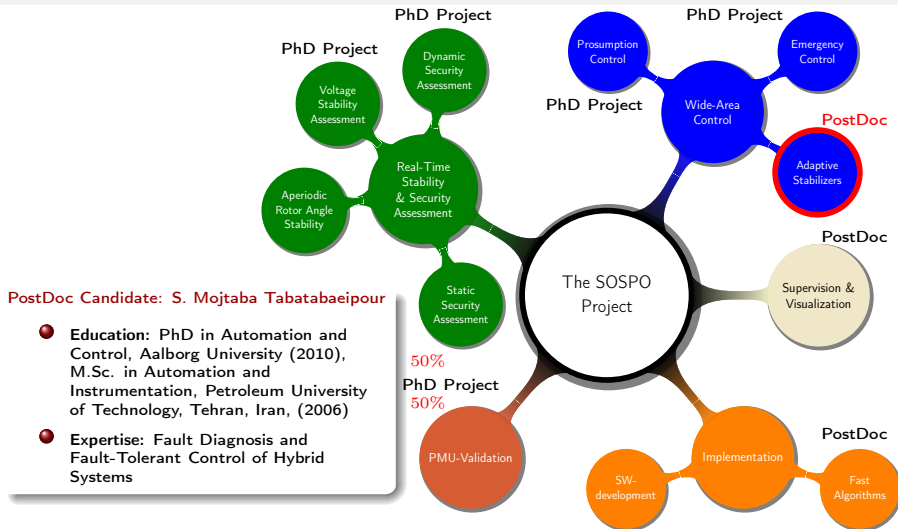 PhD Project
PhD Project
Dynamic
Security
Assessment
Voltage
Stability
Assessment
Real-Time
Stability
& Security
Assessment
Aperiodic
Rotor Angle
Stability
Static
Security
Assessment
PhD Project
Prosumption
Control
Emergency
Control
PhD Project
Wide-Area
Control
PostDoc
Adaptive
Stabilizers
PostDoc
Supervision &
Visualization
The SOSPO
Project
PostDoc Candidate: S. Mojtaba Tabatabaeipour
Education: PhD in Automation and
Control, Aalborg University (2010),
M.Sc. in Automation and
Instrumentation, Petroleum University
of Technology, Tehran, Iran, (2006)
Expertise: Fault Diagnosis and
Fault-Tolerant Control of Hybrid
Systems
50%
PhD Project
50%
PMU-Validation
PostDoc
Implementation
SW-
development
Fast
Algorithms